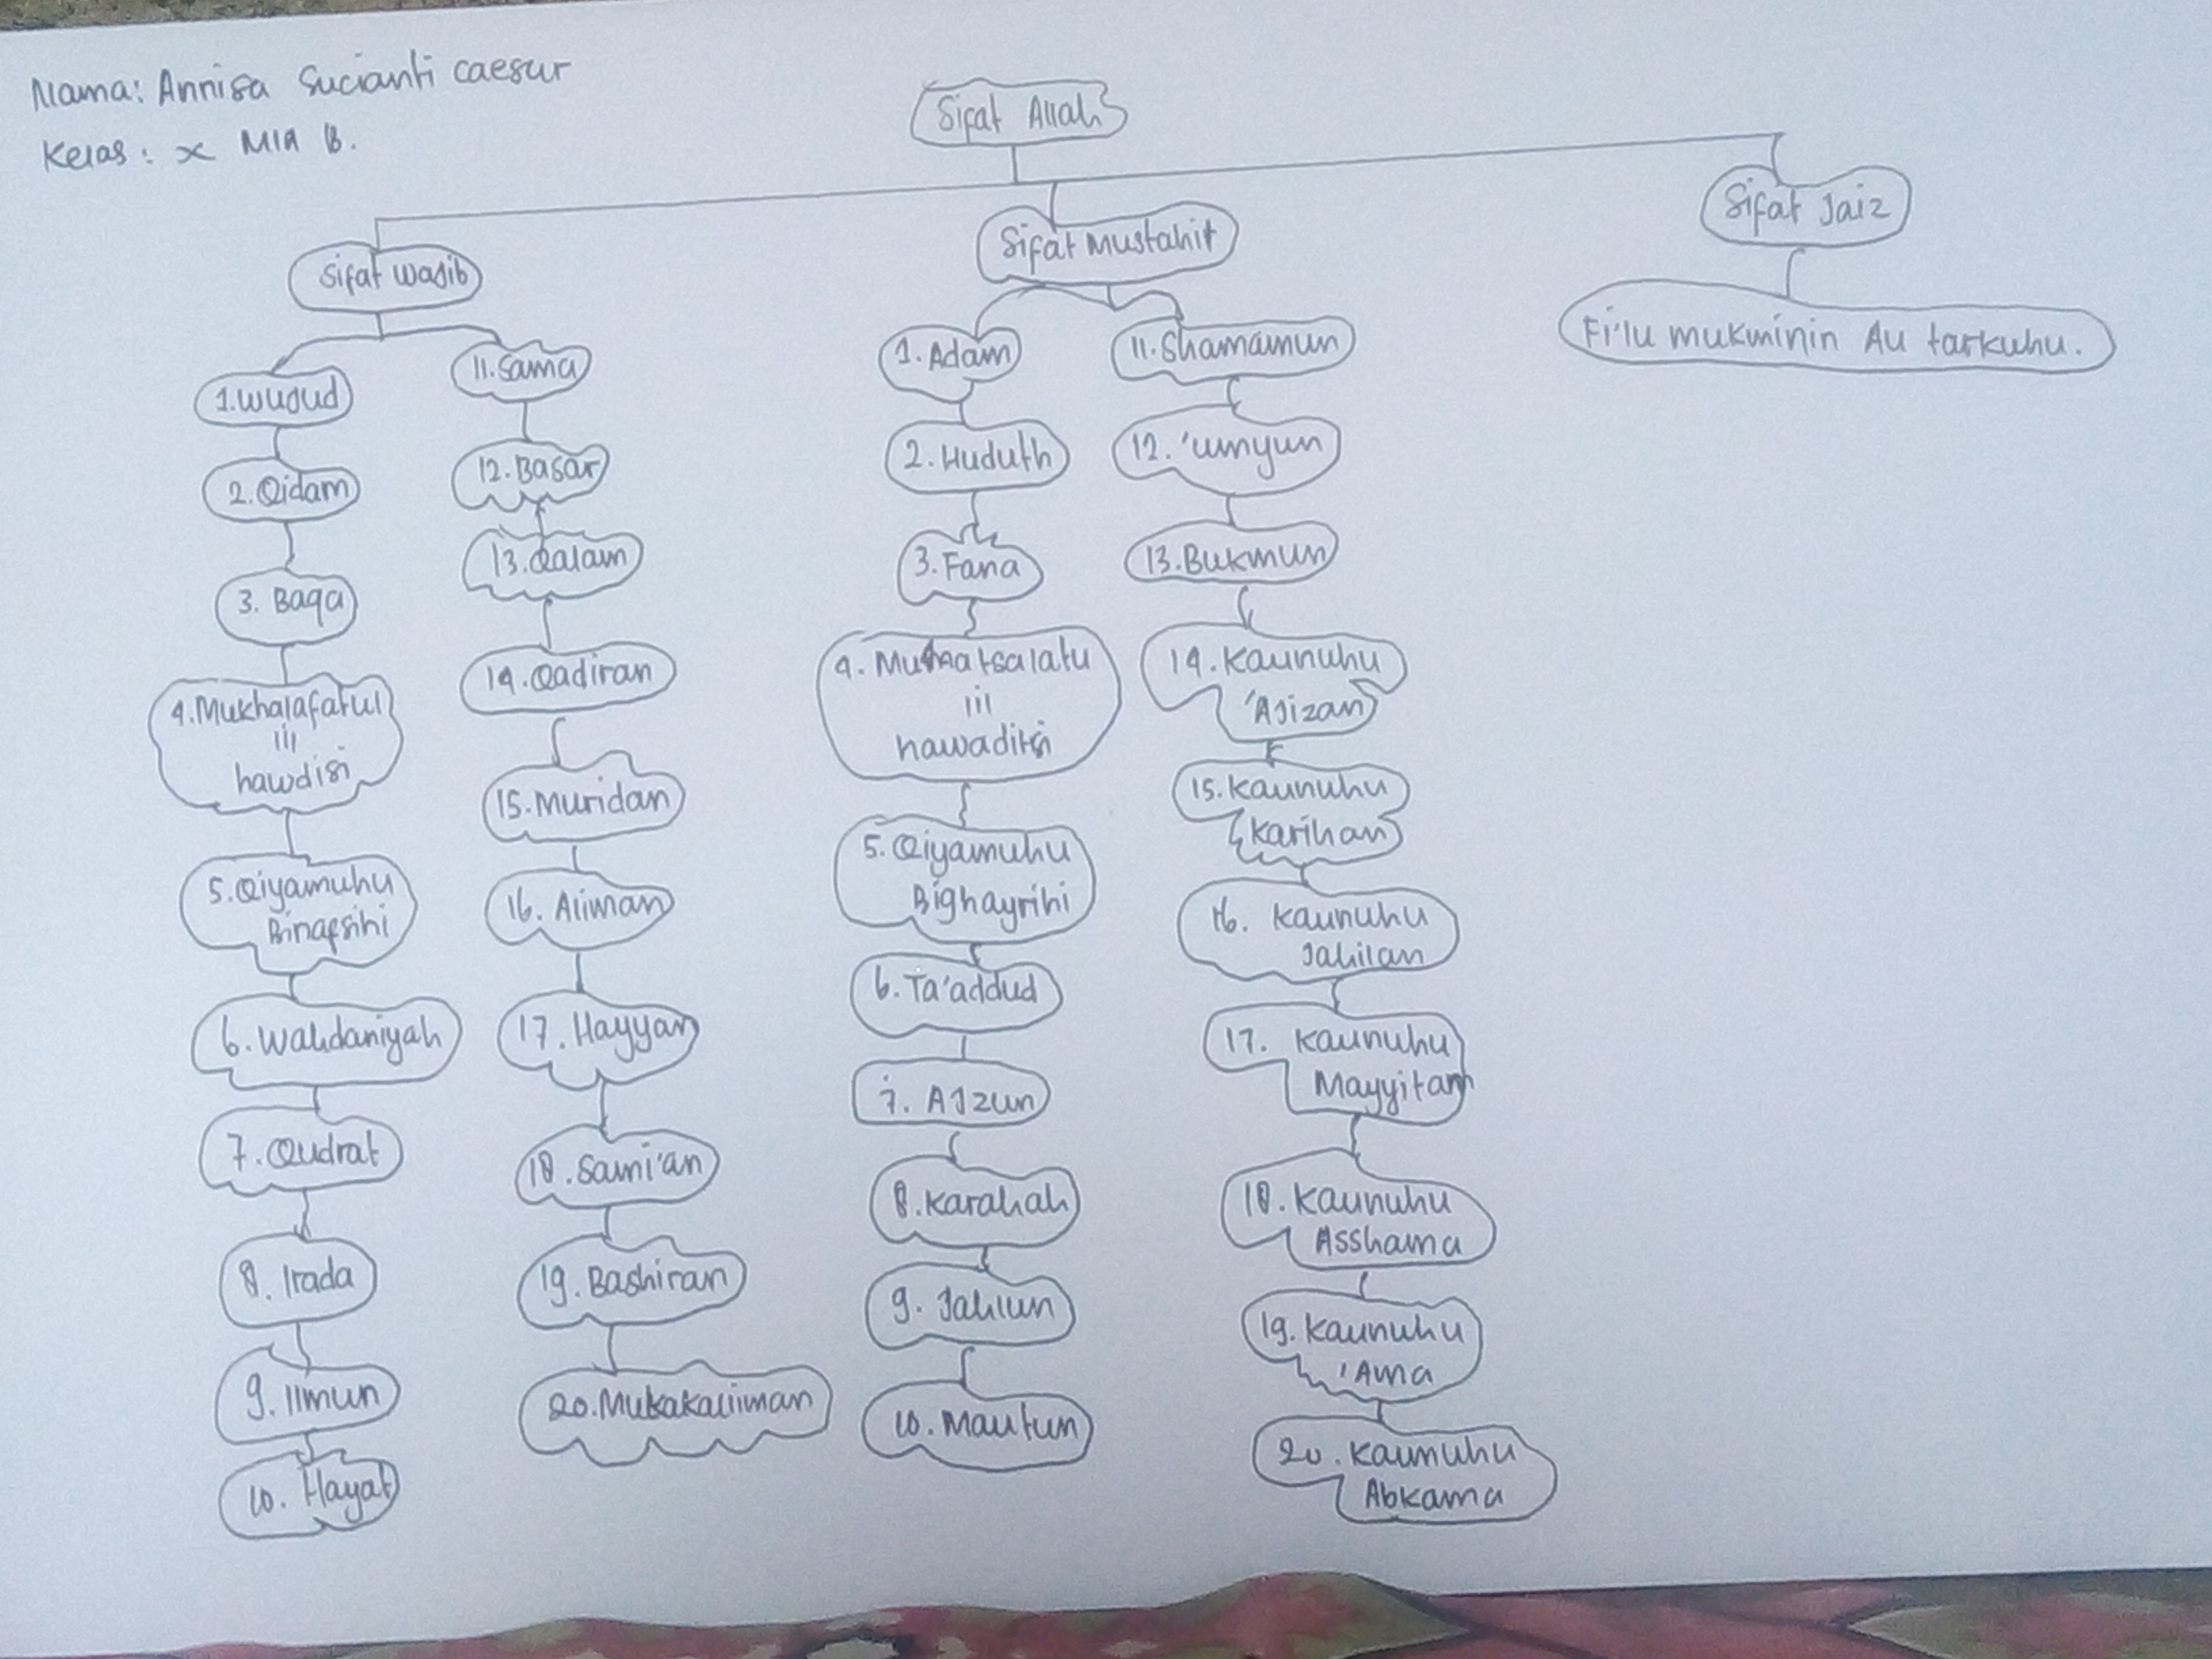 Nama: Annisa Sucianti caesur
Kelas: X MIA B.
Sifat Allah
Sifat Wajib
1. Wujud
2. Qidam
3. Baqa
4. Mukhalafatul
lil
hawdisi
5. Qiyamuhu
Binafsihi
6. Wahdaniyah
7. Qudrat
8. Irada
9. Ilmun
10. Hayat
11. Sama
12. Basar
13. Qalam
14. Qadiran
15. Muridan
16. Aliman
17. Hayyan
18. Sami'an
19. Bashiran
20. Mukakaliiman
Sifat Mustahil
1. Adam
2. Huduth
3. Fana
4. Mumatsalatu
lil
hawaditsi
5. Qiyamuhu
Bighayrihi
6. Ta'addud
7. AJzun
8. Karahah
9. Jahlun
10. Mautun
11. Shamamun
12. 'umyun
13. Bukmun
14. Kaunuhu
'AJizan
15. Kaunuhu
Karihan
16. Kaunuhu
Jahilan
17. Kaunuhu
Mayyitan
18. Kaunuhu
Asshama
19. Kaunuhu
'Ama
20. Kaunuhu
Abkama
Sifat Jaiz
Fi'lu mukminin Au tarkuhu.